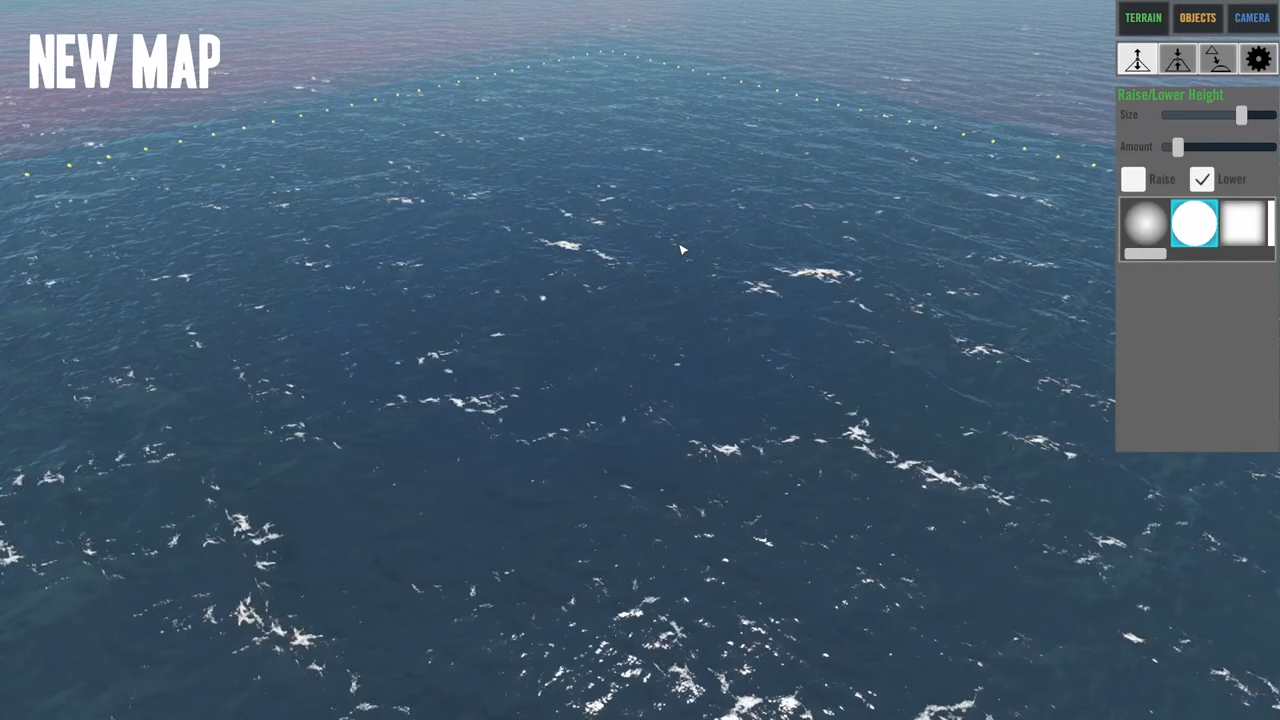 NEW MAP
TERRAIN OBJECTS CAMERA
Raise/Lower Height
Size
Amount
Raise Lower